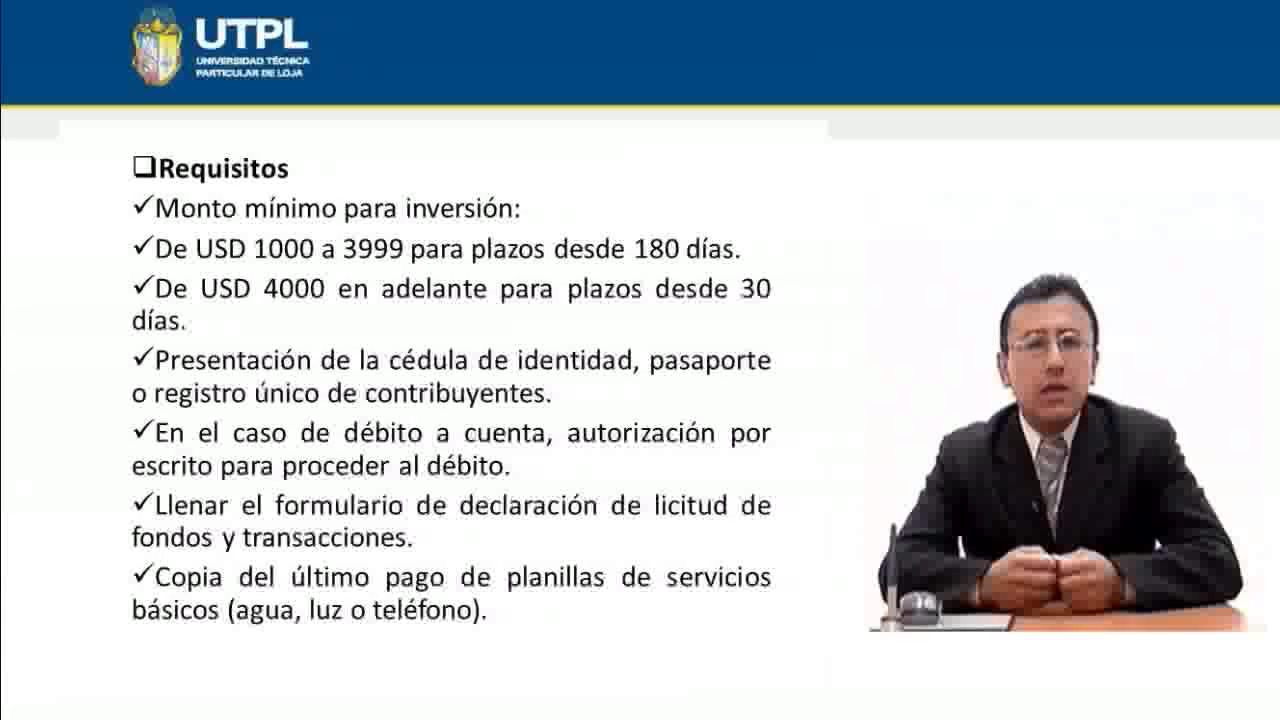 UTPL
UNIVERSIDAD TÉCNICA
PARTICULAR DE LOJA
❑Requisitos
✓Monto mínimo para inversión:
✓De USD 1000 a 3999 para plazos desde 180 días.
✓De USD 4000 en adelante para plazos desde 30
días.
✓Presentación de la cédula de identidad, pasaporte
o registro único de contribuyentes.
✓En el caso de débito a cuenta, autorización por
escrito para proceder al débito.
✓Llenar el formulario de declaración de licitud de
fondos y transacciones.
✓Copia del último pago de planillas de servicios
básicos (agua, luz o teléfono).